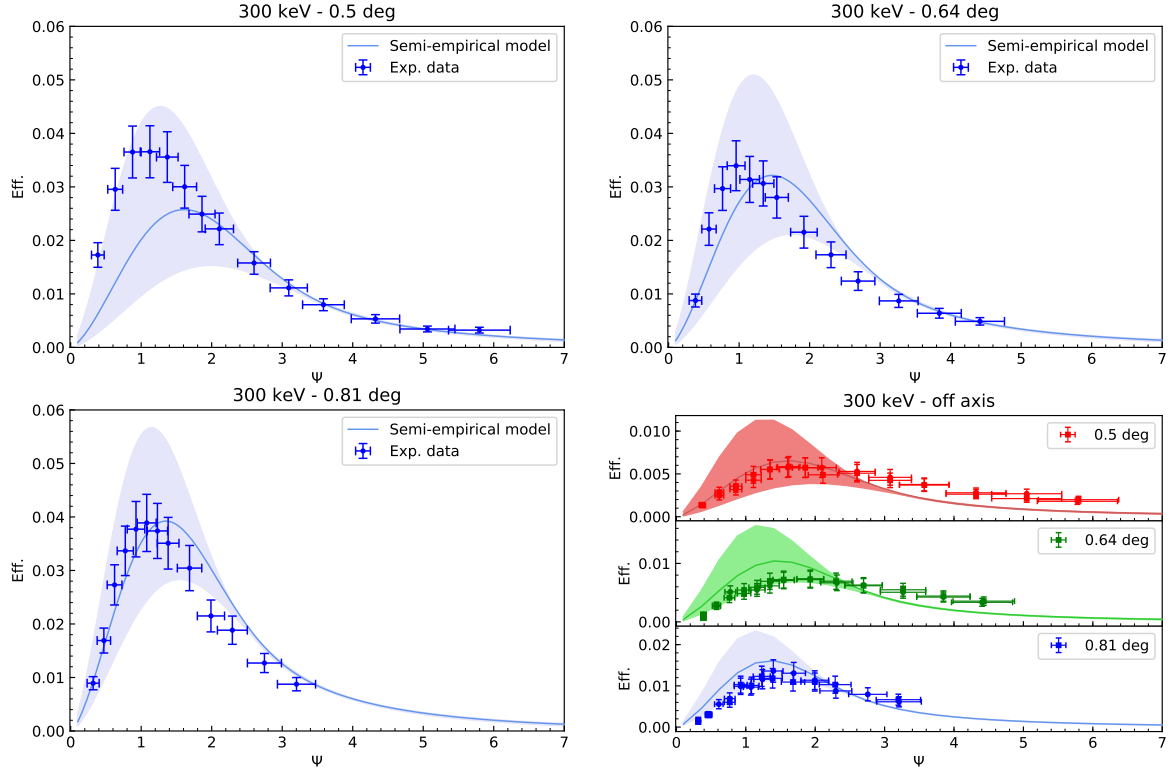 300 keV - 0.5 deg
Eff.
0.06
0.05
0.04
0.03
0.02
0.01
0.00
Semi-empirical model
Exp. data
0 1 2 3 4 5 6 7
Ψ
300 keV - 0.64 deg
Eff.
0.06
0.05
0.04
0.03
0.02
0.01
0.00
Semi-empirical model
Exp. data
0 1 2 3 4 5 6 7
Ψ
300 keV - 0.81 deg
Eff.
0.06
0.05
0.04
0.03
0.02
0.01
0.00
Semi-empirical model
Exp. data
0 1 2 3 4 5 6 7
Ψ
300 keV - off axis
Eff.
0.010
0.005
0.000
0.5 deg
Eff.
0.01
0.00
0.64 deg
Eff.
0.02
0.01
0.00
0.81 deg
0 1 2 3 4 5 6 7
Ψ